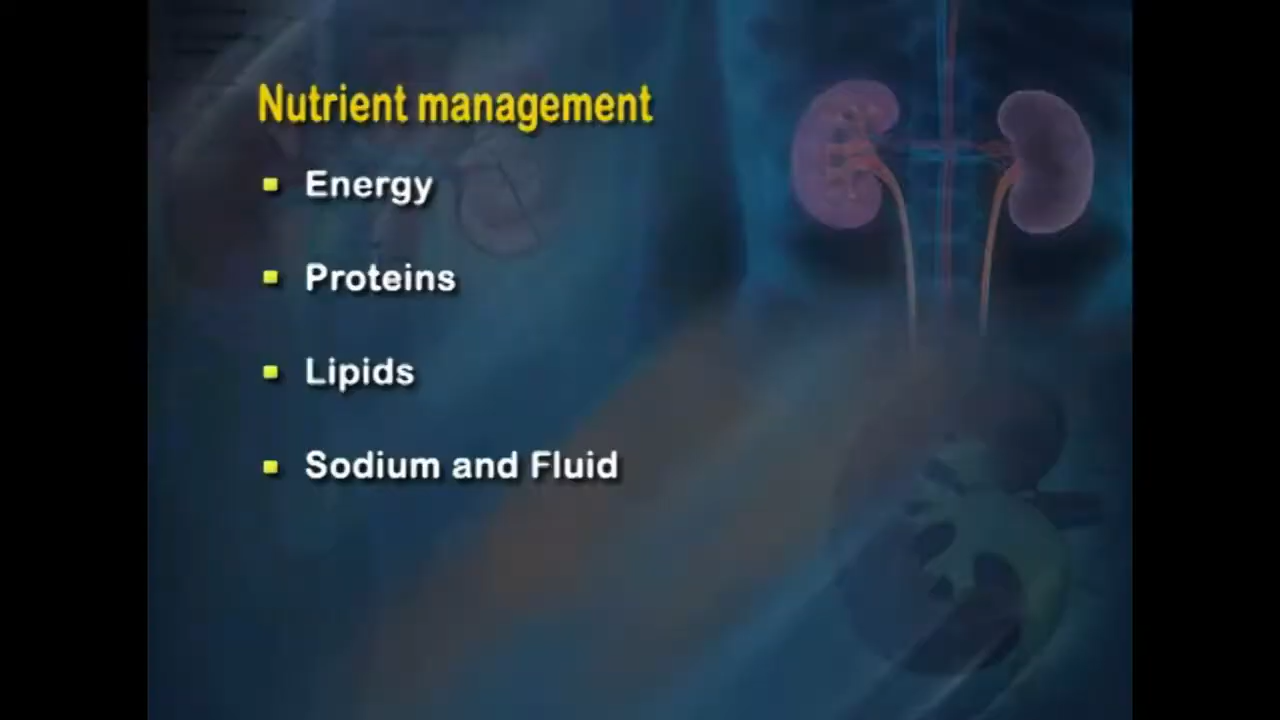 Nutrient management
Energy
Proteins
Lipids
Sodium and Fluid